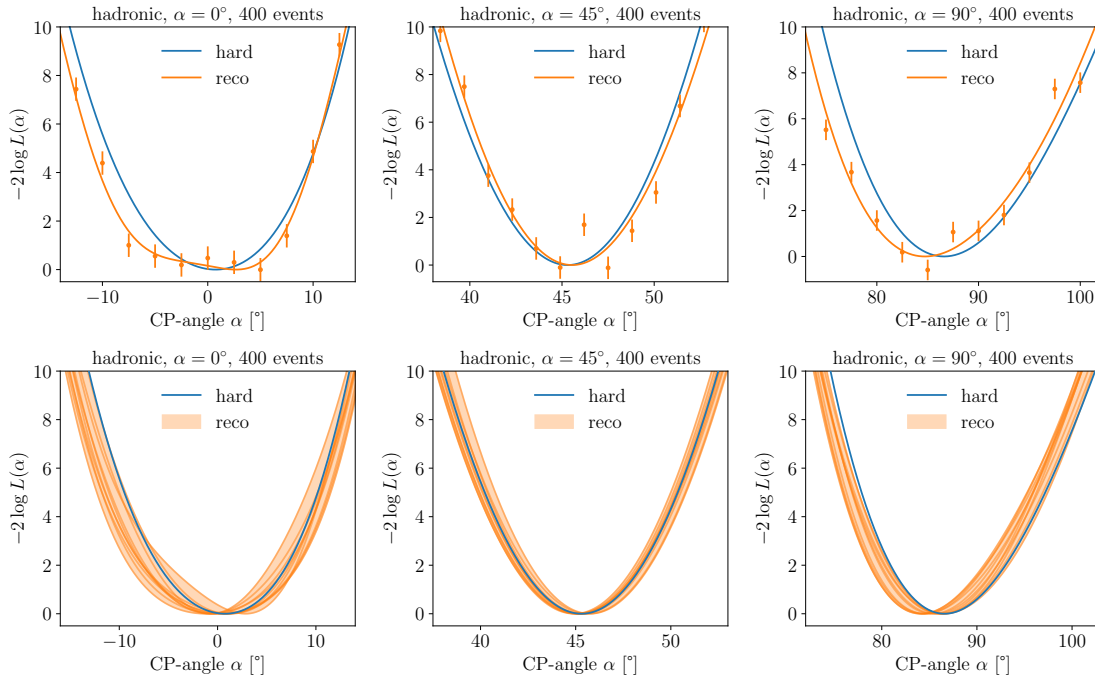 hadronic, α = 0°, 400 events
10
8
6
4
2
0
−2 log L(α)
hard
reco
−10
0
10
CP-angle α [°]
hadronic, α = 45°, 400 events
10
8
6
4
2
0
−2 log L(α)
hard
reco
40
45
50
CP-angle α [°]
hadronic, α = 90°, 400 events
10
8
6
4
2
0
−2 log L(α)
hard
reco
80
90
100
CP-angle α [°]
hadronic, α = 0°, 400 events
10
8
6
4
2
0
−2 log L(α)
hard
reco
−10
0
10
CP-angle α [°]
hadronic, α = 45°, 400 events
10
8
6
4
2
0
−2 log L(α)
hard
reco
40
45
50
CP-angle α [°]
hadronic, α = 90°, 400 events
10
8
6
4
2
0
−2 log L(α)
hard
reco
80
90
100
CP-angle α [°]